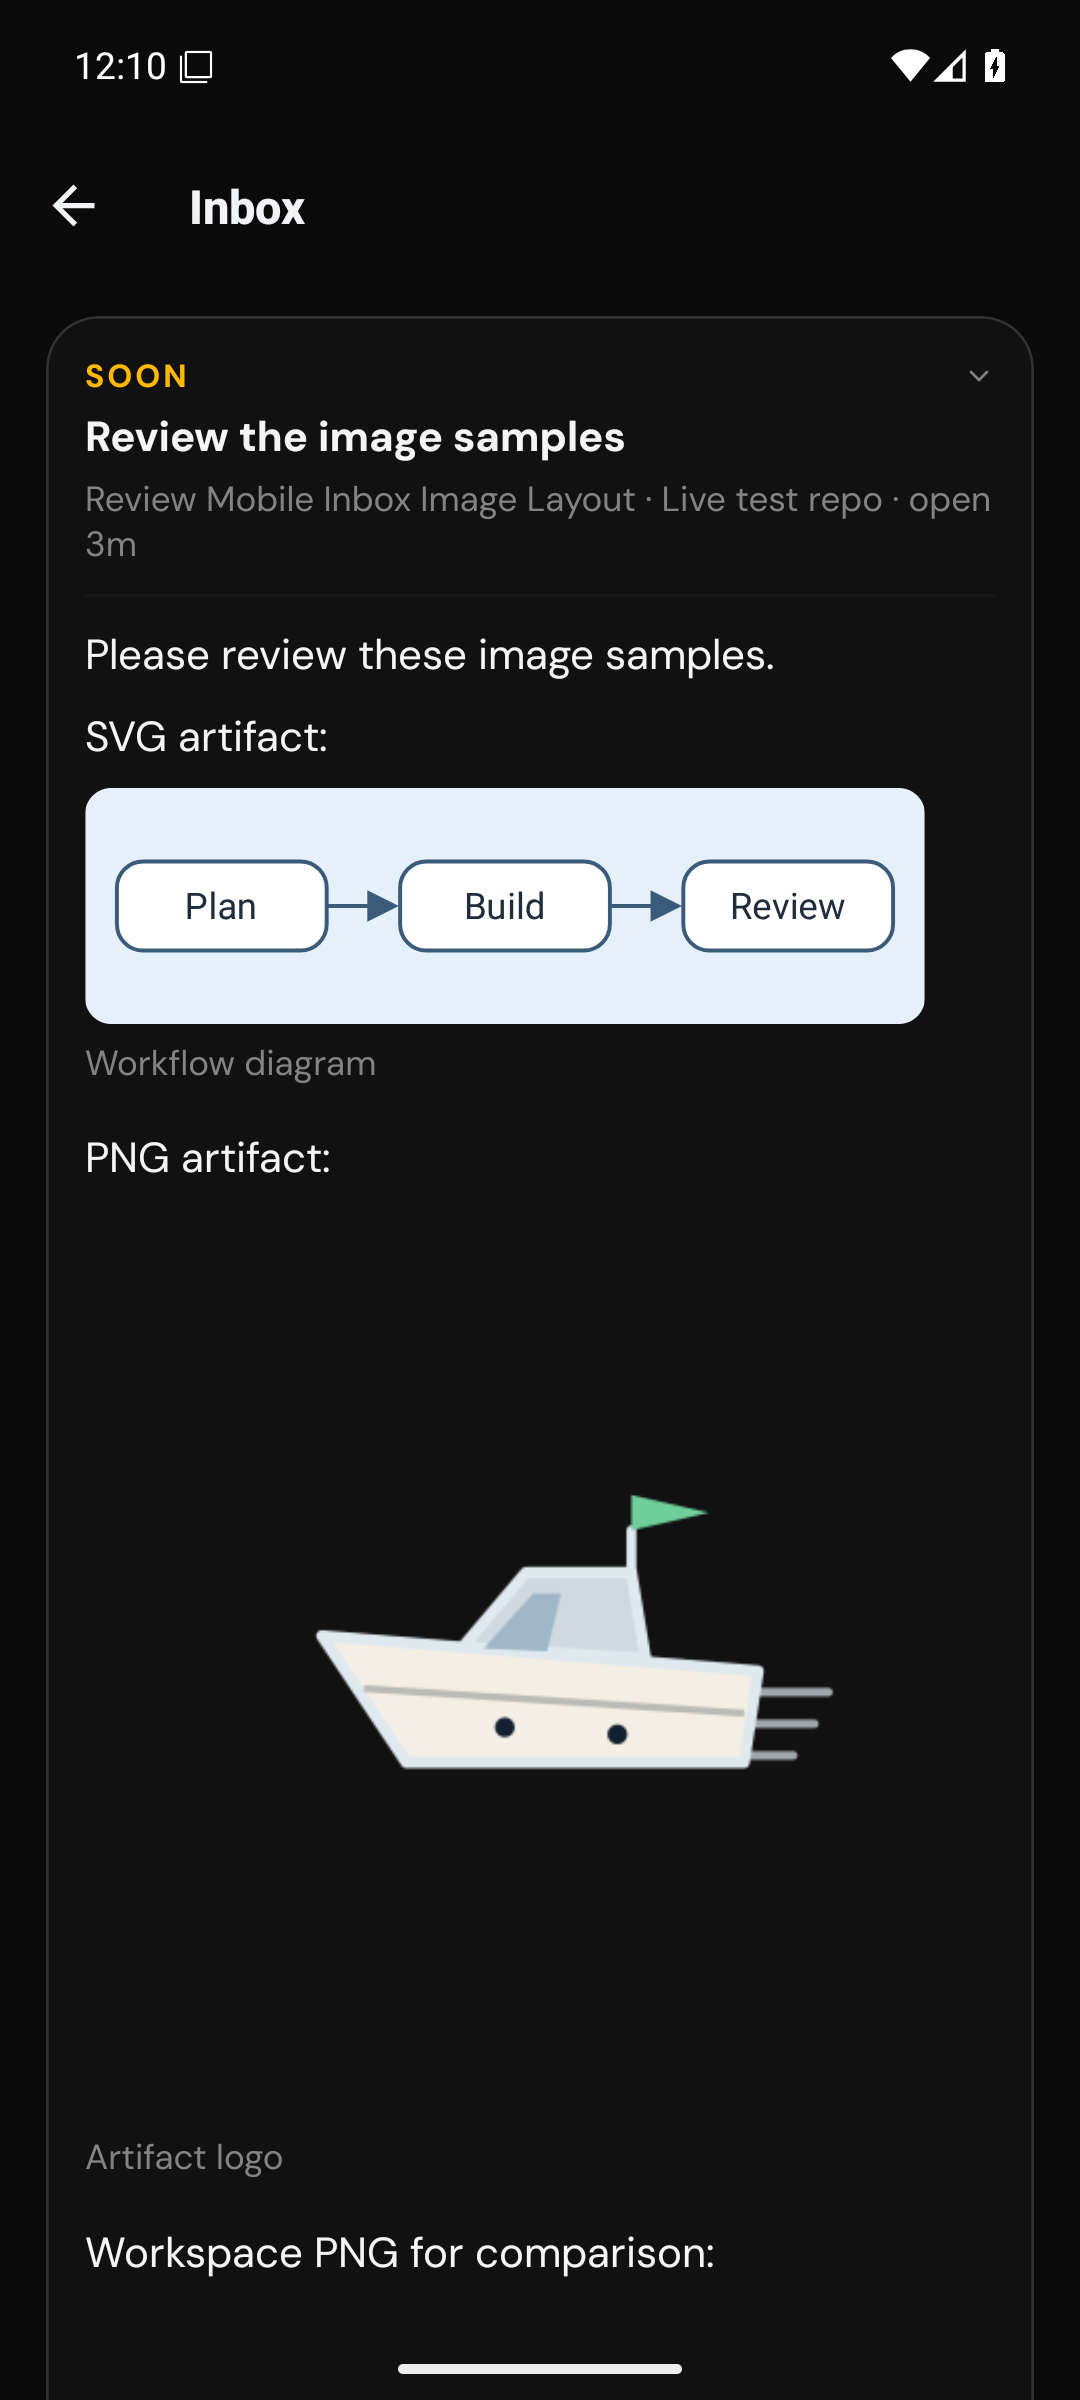 12:10
Inbox
SOON
Review the image samples
Review Mobile Inbox Image Layout · Live test repo · open
3m
Please review these image samples.
SVG artifact:
Plan
Build
Review
Workflow diagram
PNG artifact:
Artifact logo
Workspace PNG for comparison: